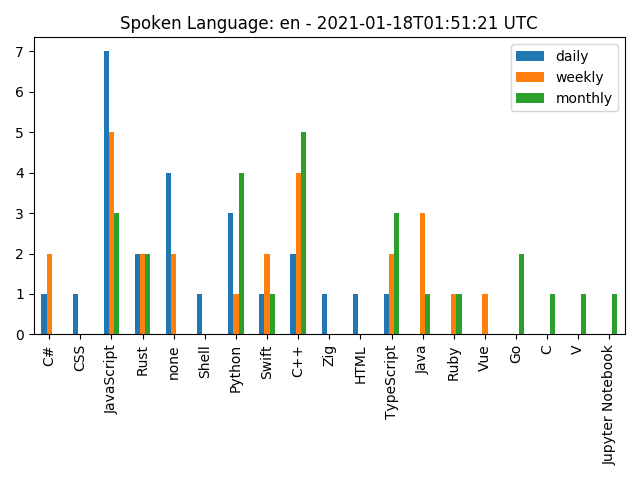 Spoken Language: en - 2021-01-18T01:51:21 UTC
daily
weekly
monthly
7
6
5
4
3
2
1
0
C#
CSS
JavaScript
Rust
none
Shell
Python
Swift
C++
Zig
HTML
TypeScript
Java
Ruby
Vue
Go
C
V
Jupyter Notebook